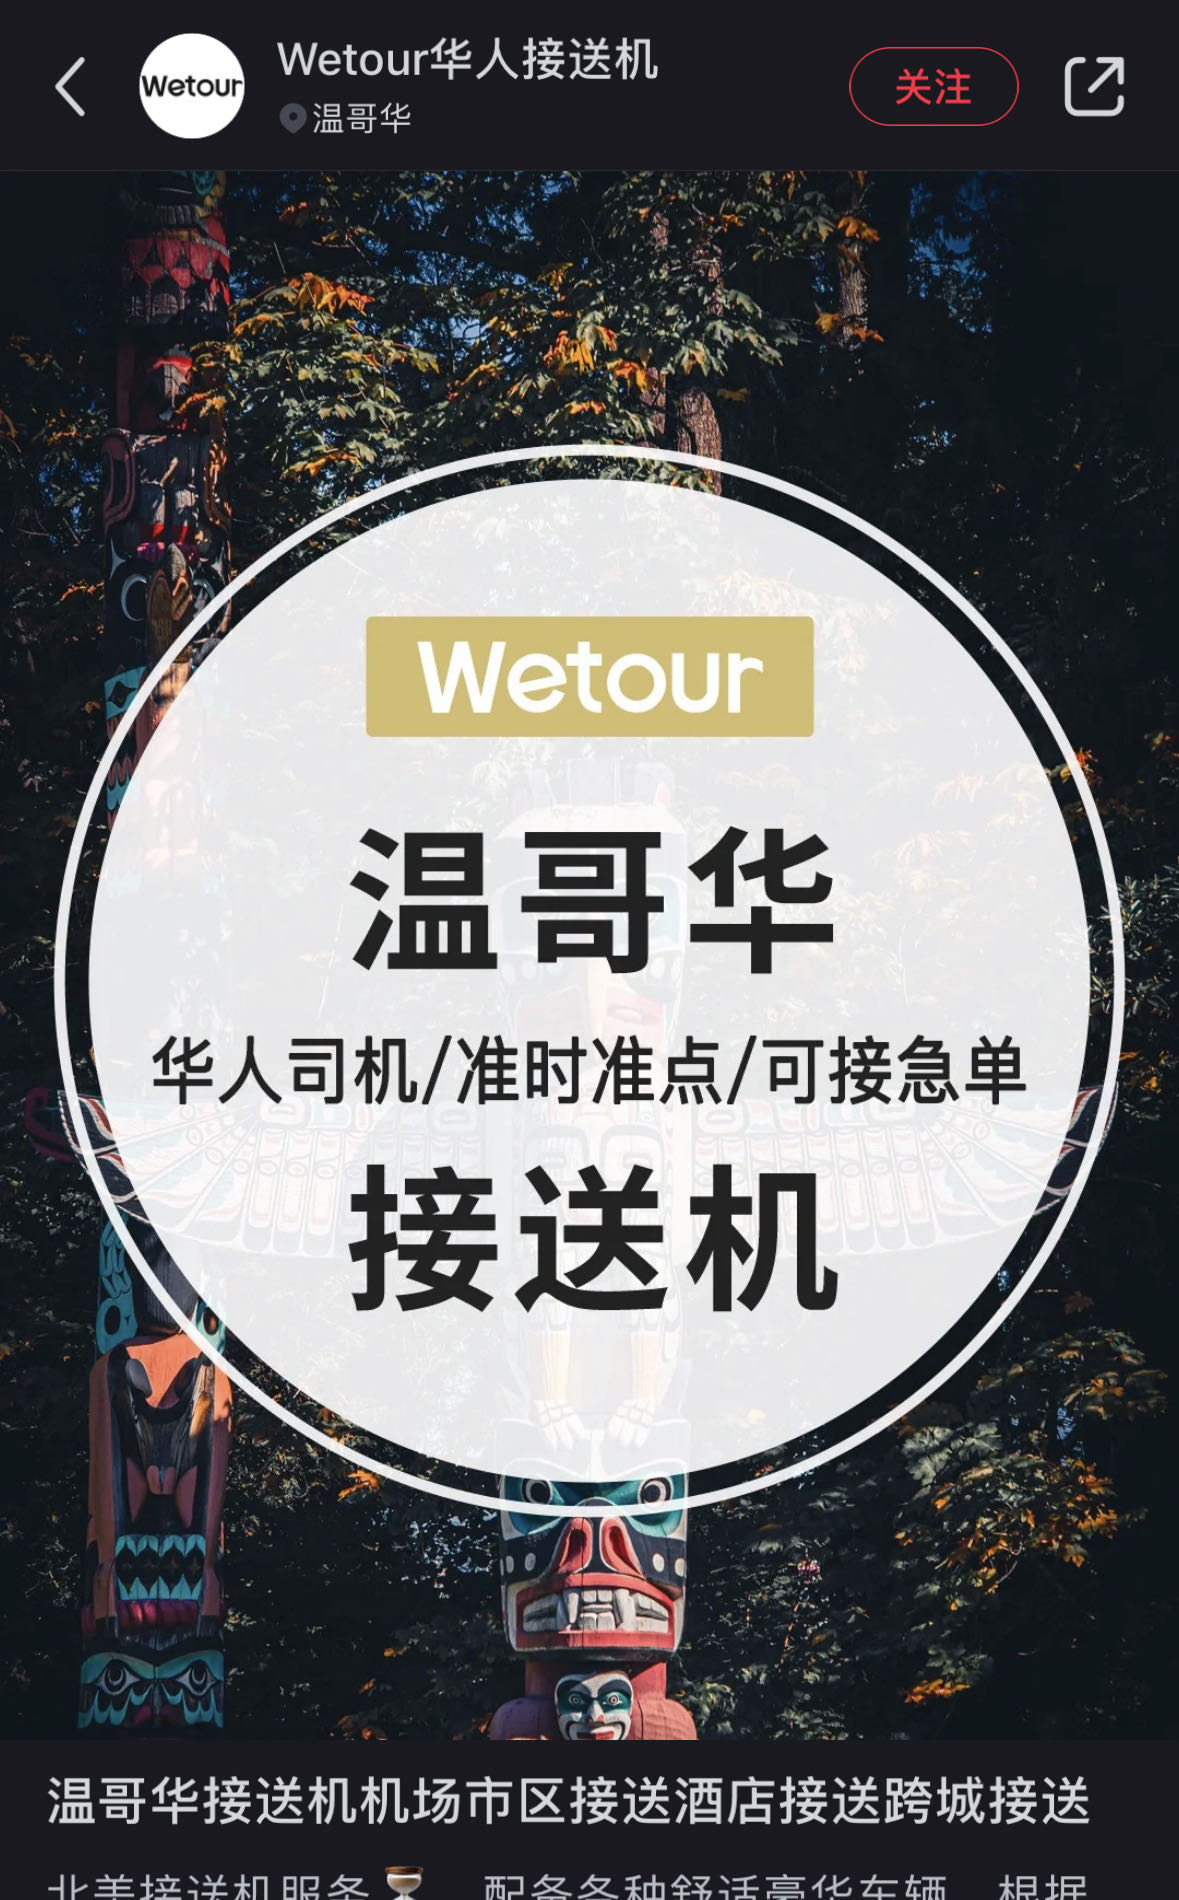 Wetour华人接送机
Wetour
温哥华
关注
Wetour
温哥华
华人司机/准时准点/可接急单
接送机
温哥华接送机机场市区接送酒店接送跨城接送
北美接送机服务⏳ 配备各种舒适豪华车辆 根据